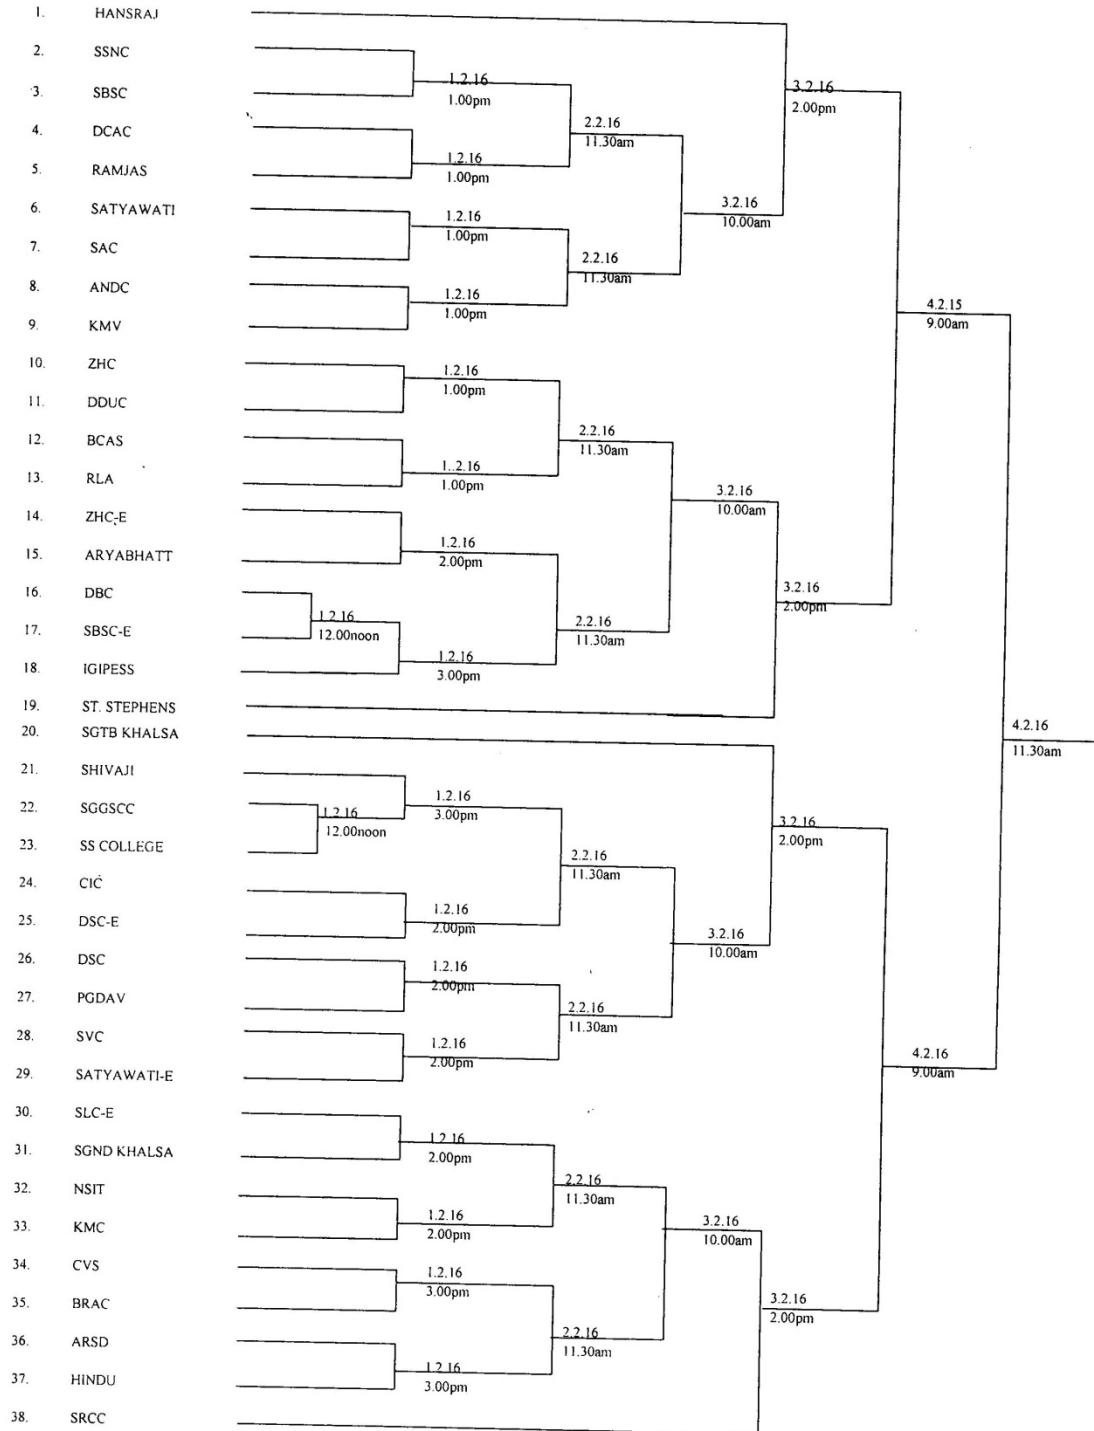 1. HANSRAJ
2. SSNC
3. SBSC
4. DCAC
5. RAMJAS
6. SATYAWATI
7. SAC
8. ANDC
9. KMV
10. ZHC
11. DDUC
12. BCAS
13. RLA
14. ZHC-E
15. ARYABHATT
16. DBC
17. SBSC-E
18. IGIPESS
19. ST. STEPHENS
20. SGTB KHALSA
21. SHIVAJI
22. SGGSCC
23. SS COLLEGE
24. CIC
25. DSC-E
26. DSC
27. PGDAV
28. SVC
29. SATYAWATI-E
30. SLC-E
31. SGND KHALSA
32. NSIT
33. KMC
34. CVS
35. BRAC
36. ARSD
37. HINDU
38. SRCC
1.2.16
12.00noon
1.2.16
12.00noon
1.2.16
1.00pm
1.2.16
1.00pm
1.2.16
1.00pm
1.2.16
1.00pm
1.2.16
1.00pm
1..2.16
1.00pm
1.2.16
2.00pm
1.2.16
3.00pm
1.2.16
3.00pm
1.2.16
2.00pm
1.2.16
2.00pm
1.2.16
2.00pm
1.2.16
2.00pm
1.2.16
2.00pm
1.2.16
3.00pm
1.2.16
3.00pm
2.2.16
11.30am
2.2.16
11.30am
2.2.16
11.30am
2.2.16
11.30am
2.2.16
11.30am
2.2.16
11.30am
2.2.16
11.30am
2.2.16
11.30am
3.2.16
10.00am
3.2.16
10.00am
3.2.16
10.00am
3.2.16
10.00am
3.2.16
2.00pm
3.2.16
2.00pm
3.2.16
2.00pm
3.2.16
2.00pm
4.2.15
9.00am
4.2.16
9.00am
4.2.16
11.30am